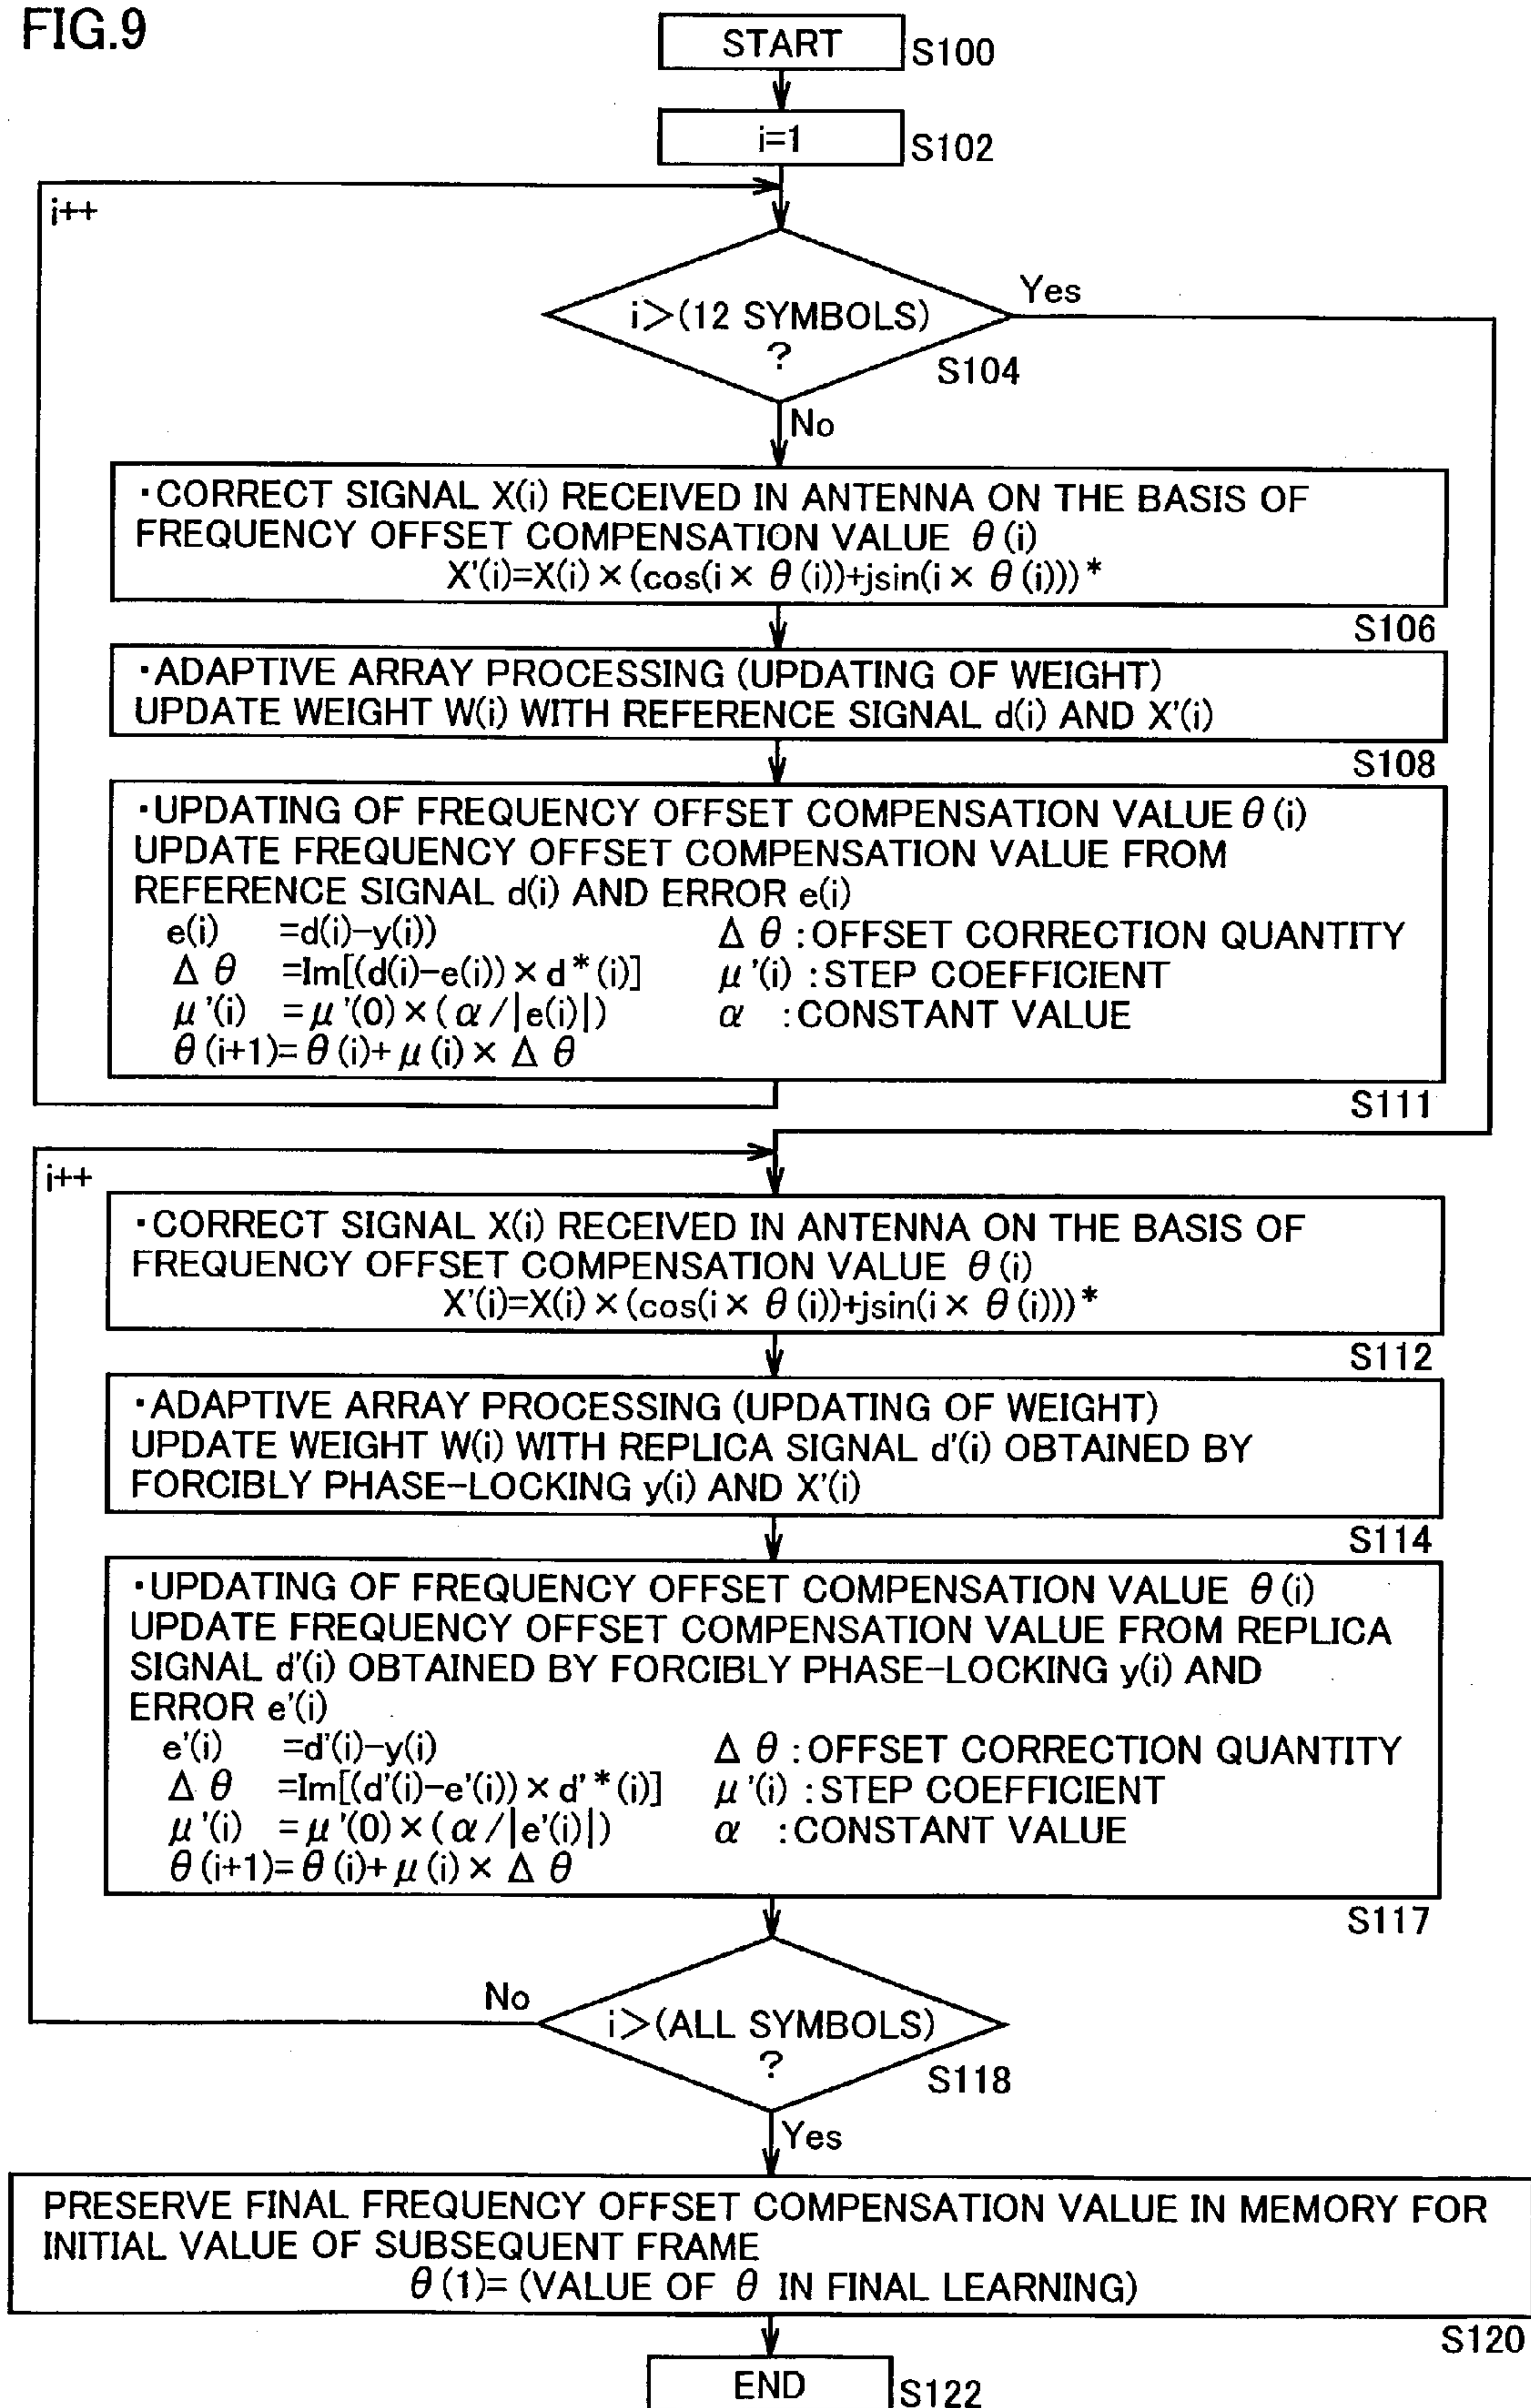 FIG.9
START
S100
i=1
S102
i++
i>(12 SYMBOLS)
?
Yes
S104
No
·CORRECT SIGNAL X(i) RECEIVED IN ANTENNA ON THE BASIS OF
FREQUENCY OFFSET COMPENSATION VALUE θ(i)
X'(i)=X(i)×(cos(i×θ(i))+jsin(i×θ(i)))*
S106
·ADAPTIVE ARRAY PROCESSING (UPDATING OF WEIGHT)
UPDATE WEIGHT W(i) WITH REFERENCE SIGNAL d(i) AND X'(i)
S108
·UPDATING OF FREQUENCY OFFSET COMPENSATION VALUE θ(i)
UPDATE FREQUENCY OFFSET COMPENSATION VALUE FROM
REFERENCE SIGNAL d(i) AND ERROR e(i)
e(i) =d(i)-y(i)) Δθ:OFFSET CORRECTION QUANTITY
Δθ =Im[(d(i)-e(i))×d*(i)] μ'(i):STEP COEFFICIENT
μ'(i) =μ'(0)×(α/|e(i)|) α :CONSTANT VALUE
θ(i+1)=θ(i)+μ(i)×Δθ
S111
i++
·CORRECT SIGNAL X(i) RECEIVED IN ANTENNA ON THE BASIS OF
FREQUENCY OFFSET COMPENSATION VALUE θ(i)
X'(i)=X(i)×(cos(i×θ(i))+jsin(i×θ(i)))*
S112
·ADAPTIVE ARRAY PROCESSING (UPDATING OF WEIGHT)
UPDATE WEIGHT W(i) WITH REPLICA SIGNAL d'(i) OBTAINED BY
FORCIBLY PHASE-LOCKING y(i) AND X'(i)
S114
·UPDATING OF FREQUENCY OFFSET COMPENSATION VALUE θ(i)
UPDATE FREQUENCY OFFSET COMPENSATION VALUE FROM REPLICA
SIGNAL d'(i) OBTAINED BY FORCIBLY PHASE-LOCKING y(i) AND
ERROR e'(i)
e'(i) =d'(i)-y(i) Δθ:OFFSET CORRECTION QUANTITY
Δθ =Im[(d'(i)-e'(i))×d'*(i)] μ'(i):STEP COEFFICIENT
μ'(i) =μ'(0)×(α/|e'(i)|) α :CONSTANT VALUE
θ(i+1)=θ(i)+μ(i)×Δθ
S117
No
i>(ALL SYMBOLS)
?
S118
Yes
PRESERVE FINAL FREQUENCY OFFSET COMPENSATION VALUE IN MEMORY FOR
INITIAL VALUE OF SUBSEQUENT FRAME
θ(1)=(VALUE OF θ IN FINAL LEARNING)
S120
END
S122